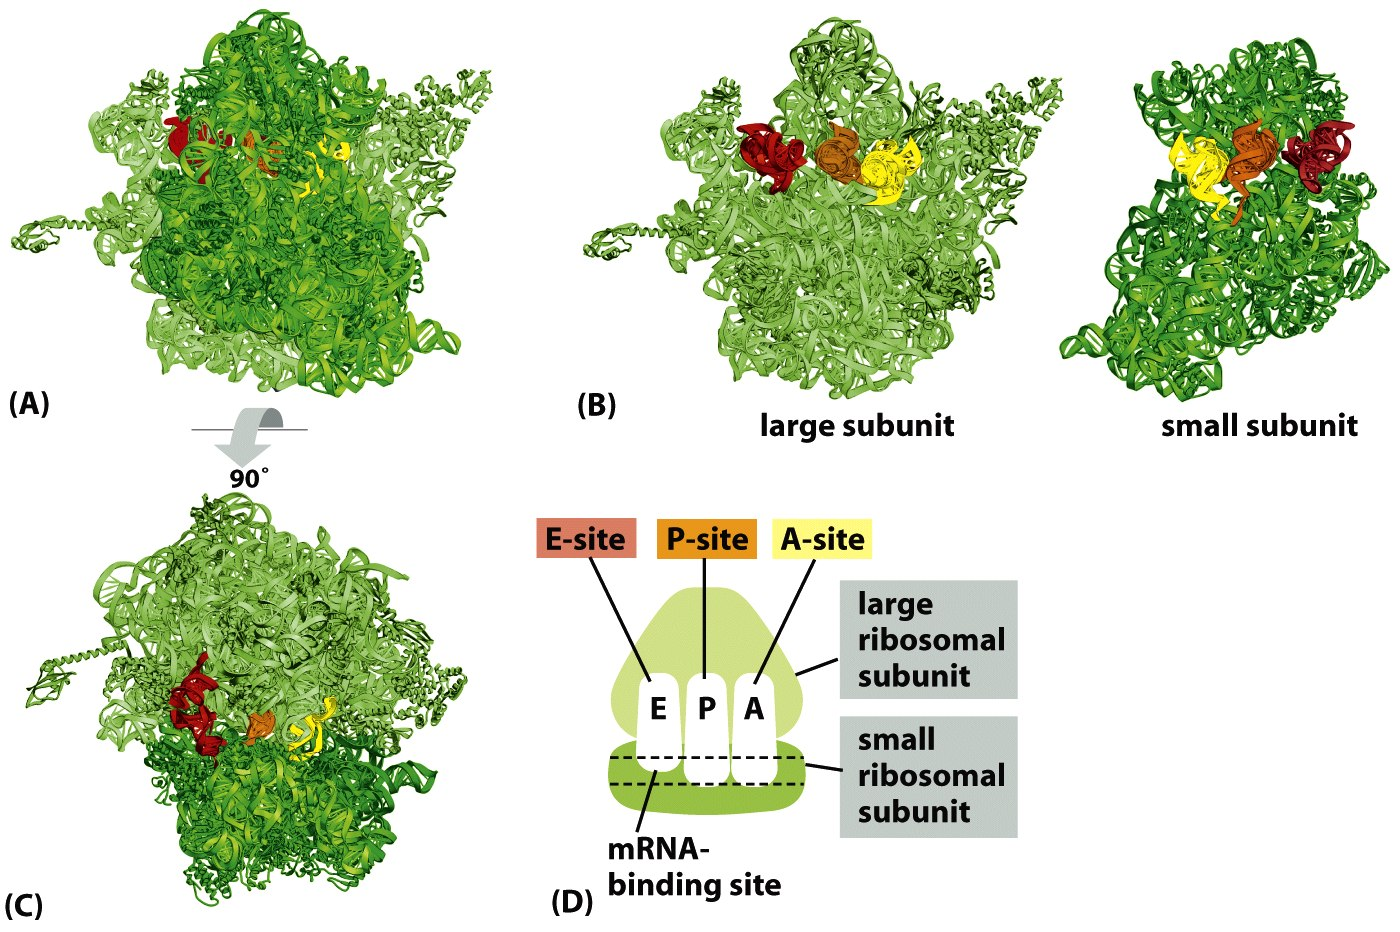 (A)
(B)
large subunit
small subunit
90°
E-site
P-site
A-site
large
ribosomal
subunit
E
P
A
small
ribosomal
subunit
mRNA-
binding site
(C)
(D)